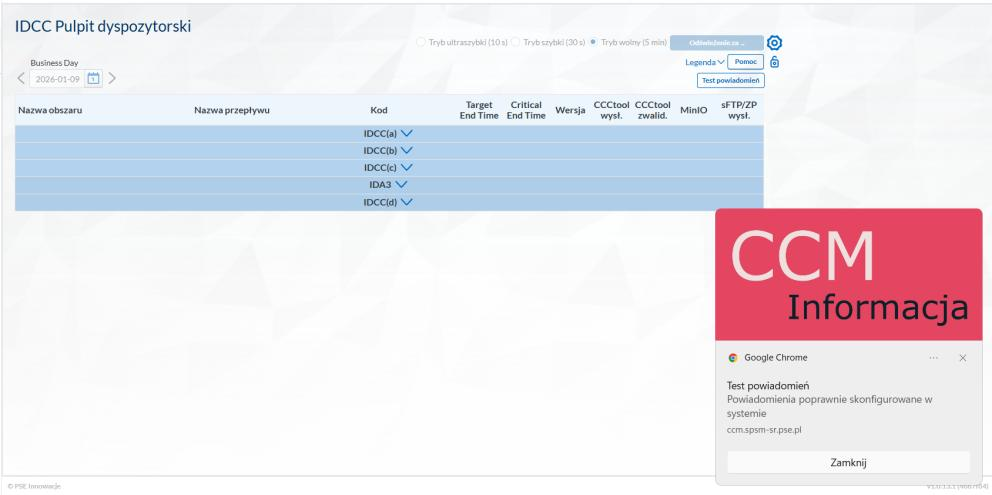 IDCC Pulpit dyspozytorski
Tryb ultraszybki (10 s) Tryb szybki (30 s) Tryb wolny (5 min) Odświeżenie za ...
Business Day
Legenda Pomoc
2026-01-09
Test powiadomień
Nazwa obszaru Nazwa przepływu Kod Target End Time Critical End Time Wersja CCCtool wysł. CCCtool zwalid. MinIO sFTP/ZP wysł.
IDCC(a)
IDCC(b)
IDCC(c)
IDA3
IDCC(d)
CCM
Informacja
Google Chrome
Test powiadomień
Powiadomienia poprawnie skonfigurowane w
systemie
ccm.spsm-sr.pse.pl
Zamknij
© PSE Innowacje